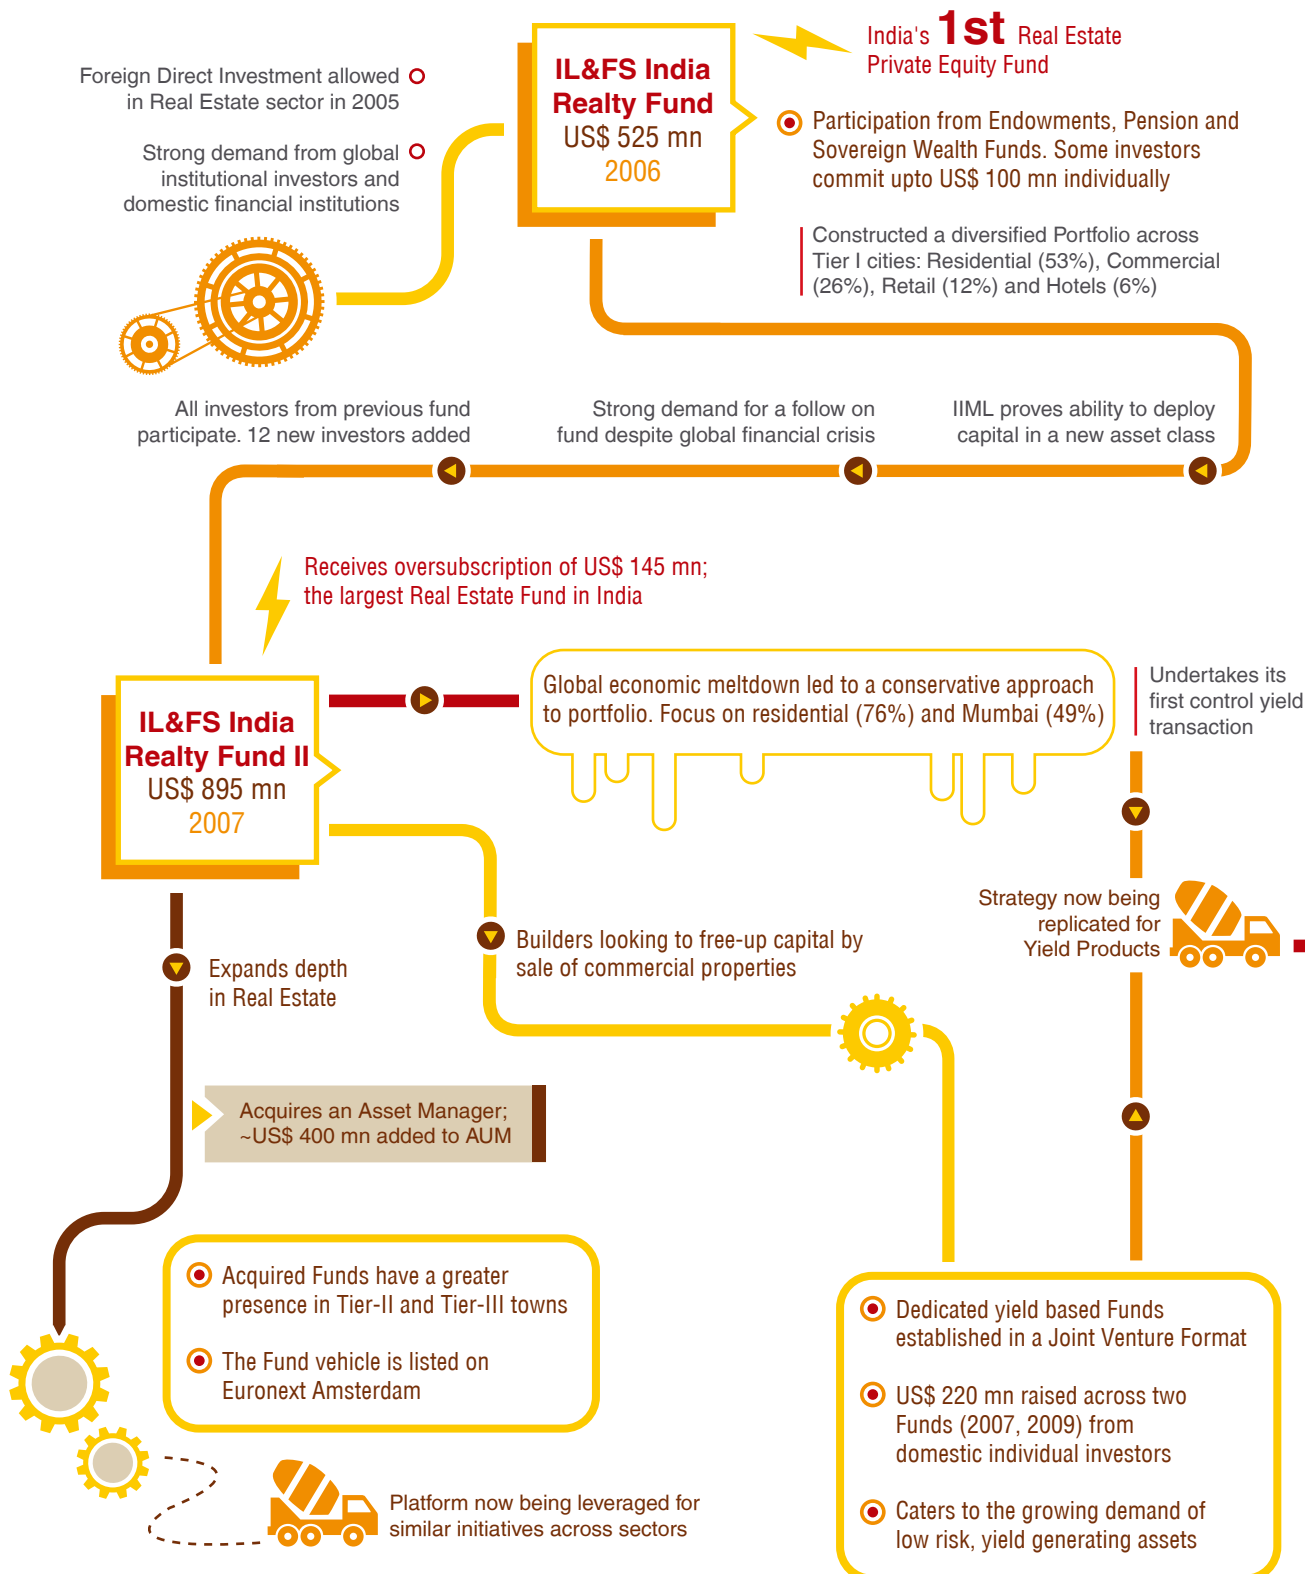 India's 1st Real Estate
Private Equity Fund
IL&FS India
Realty Fund
US$ 525 mn
2006
Foreign Direct Investment allowed
in Real Estate sector in 2005
Strong demand from global
institutional investors and
domestic financial institutions
Participation from Endowments, Pension and
Sovereign Wealth Funds. Some investors
commit upto US$ 100 mn individually
Constructed a diversified Portfolio across
Tier I cities: Residential (53%), Commercial
(26%), Retail (12%) and Hotels (6%)
All investors from previous fund
participate. 12 new investors added
Strong demand for a follow on
fund despite global financial crisis
IIML proves ability to deploy
capital in a new asset class
Receives oversubscription of US$ 145 mn;
the largest Real Estate Fund in India
IL&FS India
Realty Fund II
US$ 895 mn
2007
Global economic meltdown led to a conservative approach
to portfolio. Focus on residential (76%) and Mumbai (49%)
Undertakes its
first control yield
transaction
Strategy now being
replicated for
Yield Products
Builders looking to free-up capital by
sale of commercial properties
Expands depth
in Real Estate
Acquires an Asset Manager;
~US$ 400 mn added to AUM
Acquired Funds have a greater
presence in Tier-II and Tier-III towns
The Fund vehicle is listed on
Euronext Amsterdam
Dedicated yield based Funds
established in a Joint Venture Format
US$ 220 mn raised across two
Funds (2007, 2009) from
domestic individual investors
Caters to the growing demand of
low risk, yield generating assets
Platform now being leveraged for
similar initiatives across sectors